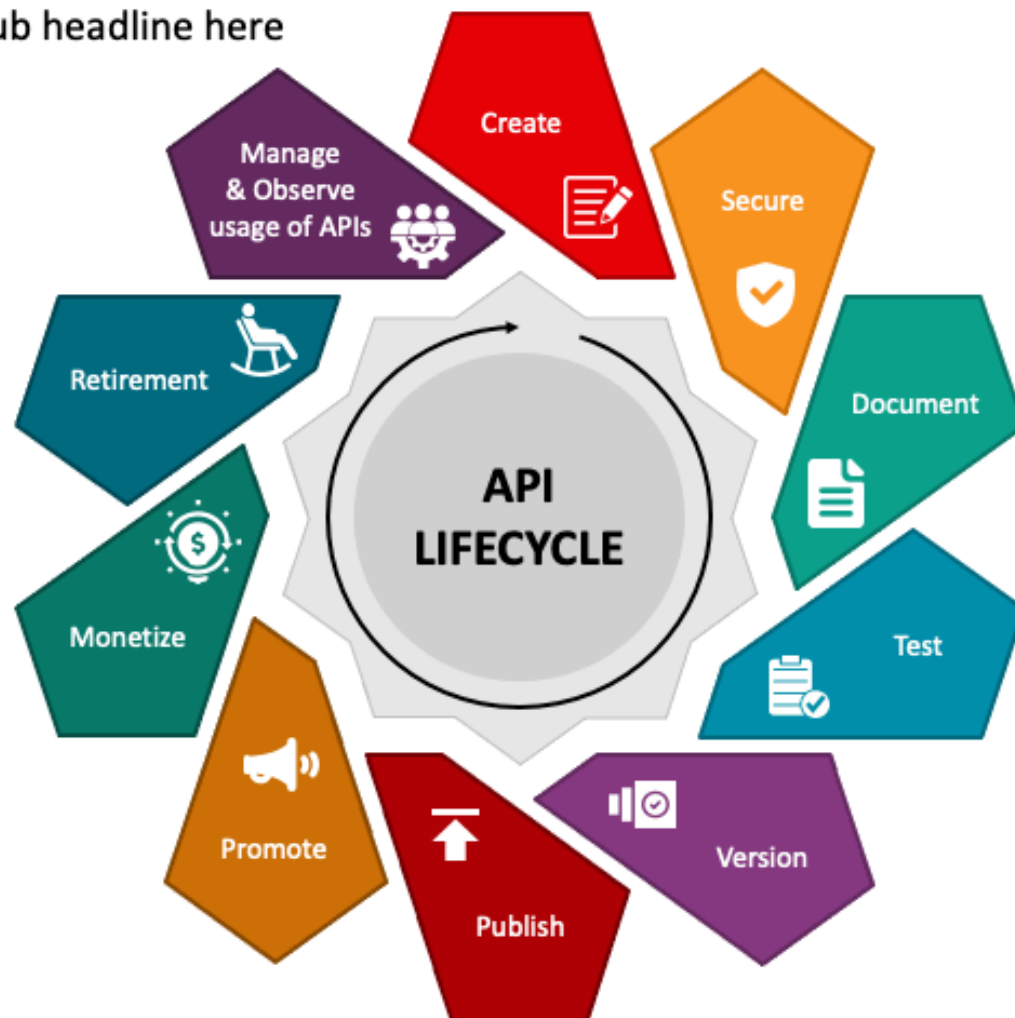 ub headline here
Create
Secure
Document
Test
Version
Publish
Promote
Monetize
Retirement
Manage
& Observe
usage of APIs
API
LIFECYCLE
$